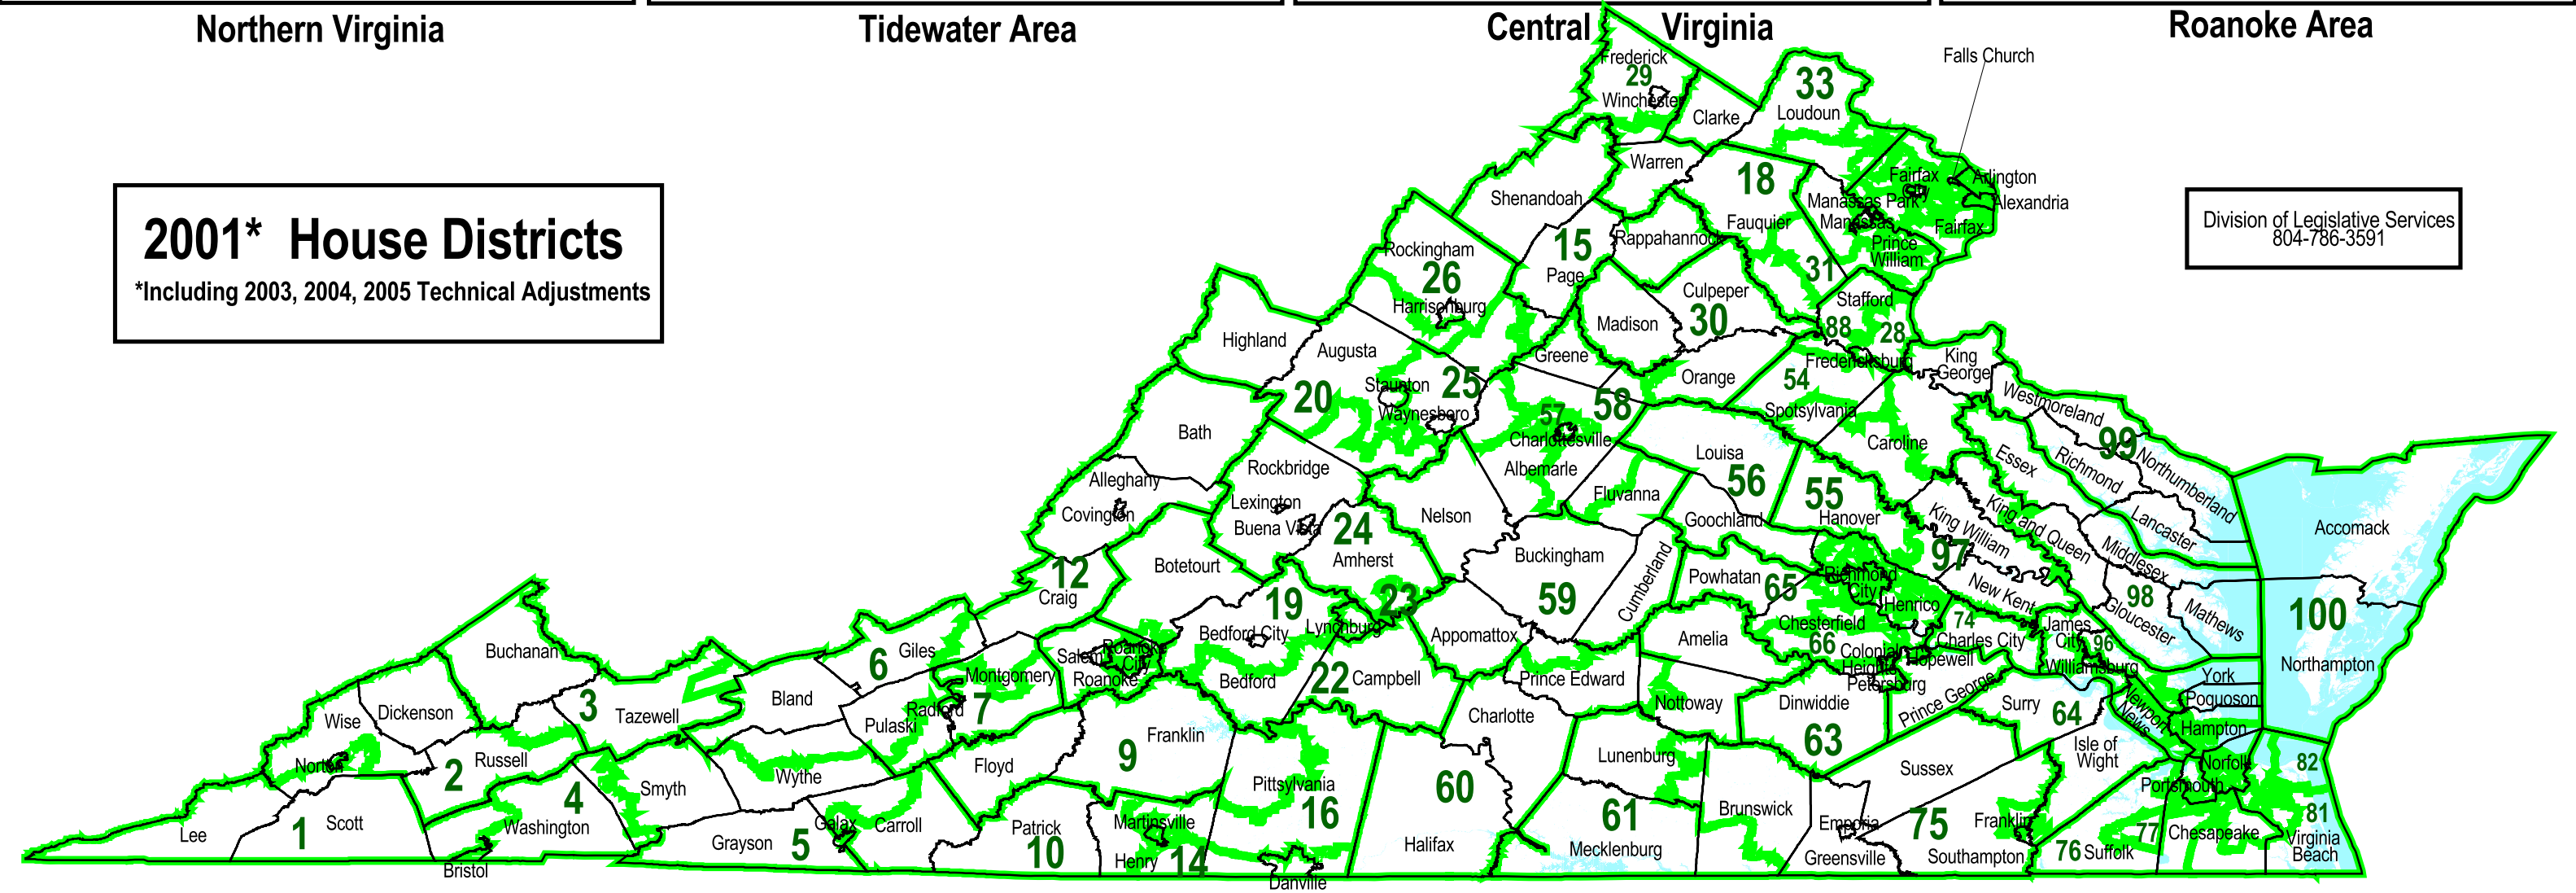 Northern Virginia
Tidewater Area
Central Virginia
Roanoke Area
2001* House Districts
*Including 2003, 2004, 2005 Technical Adjustments
Division of Legislative Services
804-786-3591
Falls Church
Frederick
29
Winchester
Clarke
33
Loudoun
Warren
Shenandoah
18
Fauquier
Fairfax
City
Arlington
Alexandria
Manassas Park
Manassas
Fairfax
Prince
William
31
Rockingham
26
Harrisonburg
15
Page
Rappahannock
Culpeper
30
Madison
Stafford
88
28
Highland
Augusta
20
Staunton
25
Waynesboro
Greene
Orange
Fredericksburg
54
Spotsylvania
King
George
Westmoreland
99
Northumberland
Richmond
Essex
Lancaster
Caroline
57
58
Charlottesville
Albemarle
Louisa
56
Fluvanna
Goochland
55
Hanover
King William
King and Queen
97
Middlesex
New Kent
98
Gloucester
Mathews
Accomack
100
Northampton
Bath
Alleghany
Covington
Rockbridge
Lexington
Buena Vista
24
Amherst
Nelson
Buckingham
59
Cumberland
Powhatan
65
Richmond
City
Henrico
Chesterfield
66
Colonial
Heights
Hopewell
Petersburg
74
Charles City
James
City
96
Williamsburg
York
Poquoson
Newport
News
Hampton
12
Craig
Botetourt
19
Bedford City
Lynchburg
23
Bedford
22
Campbell
Appomattox
Prince Edward
Amelia
Nottoway
Dinwiddie
63
Prince George
Surry
64
Isle of
Wight
Norfolk
Portsmouth
82
81
Virginia
Beach
Chesapeake
77
76
Suffolk
Buchanan
Dickenson
Wise
Norton
3
Tazewell
Bland
6
Giles
Pulaski
Radford
7
Montgomery
Salem
Roanoke
City
Roanoke
2
Russell
4
Washington
Smyth
Wythe
Floyd
9
Franklin
Pittsylvania
16
Charlotte
60
Halifax
Lunenburg
61
Mecklenburg
Brunswick
Sussex
75
Emporia
Greensville
Franklin
Southampton
Lee
1
Scott
Bristol
Grayson
5
Galax
Carroll
Patrick
10
Martinsville
Henry
14
Danville